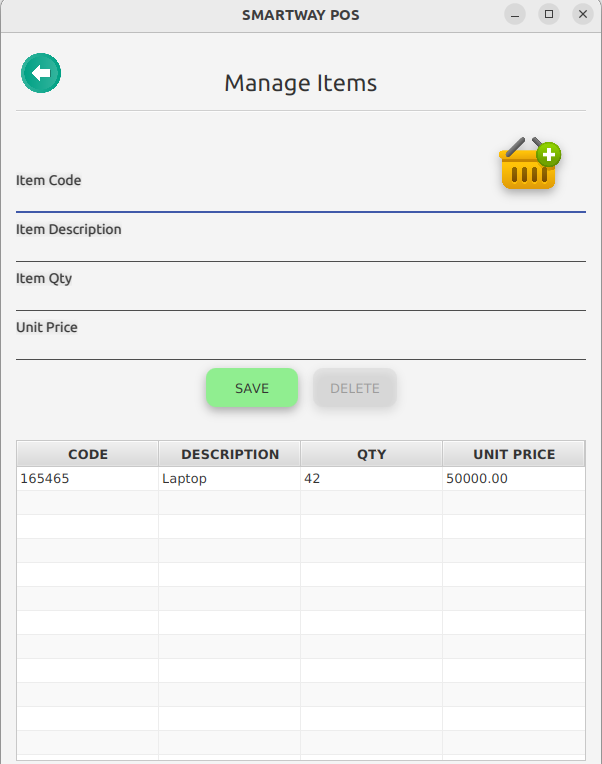 SMARTWAY POS
Manage Items
Item Code
Item Description
Item Qty
Unit Price
SAVE DELETE
CODE DESCRIPTION QTY UNIT PRICE
165465 Laptop 42 50000.00